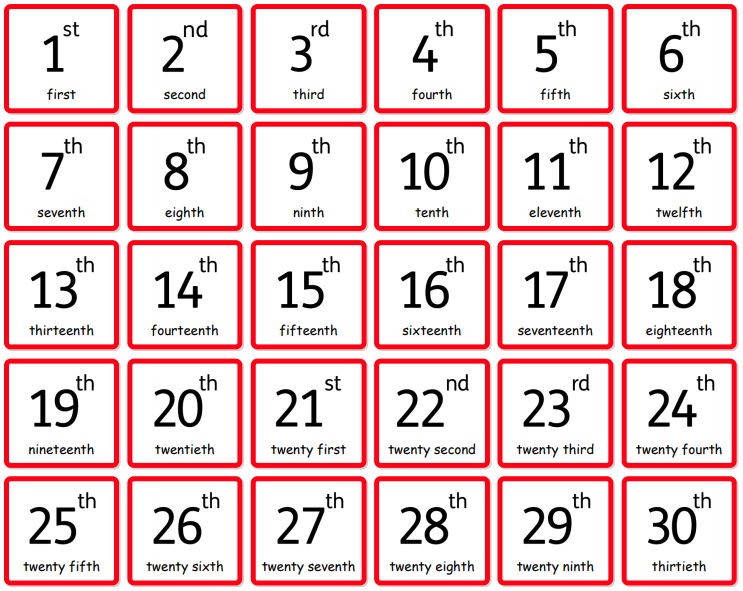 1st 2nd 3rd 4th 5th 6th
first second third fourth fifth sixth
7th 8th 9th 10th 11th 12th
seventh eighth ninth tenth eleventh twelfth
13th 14th 15th 16th 17th 18th
thirteenth fourteenth fifteenth sixteenth seventeenth eighteenth
19th 20th 21st 22nd 23rd 24th
nineteenth twentieth twenty first twenty second twenty third twenty fourth
25th 26th 27th 28th 29th 30th
twenty fifth twenty sixth twenty seventh twenty eighth twenty ninth thirtieth